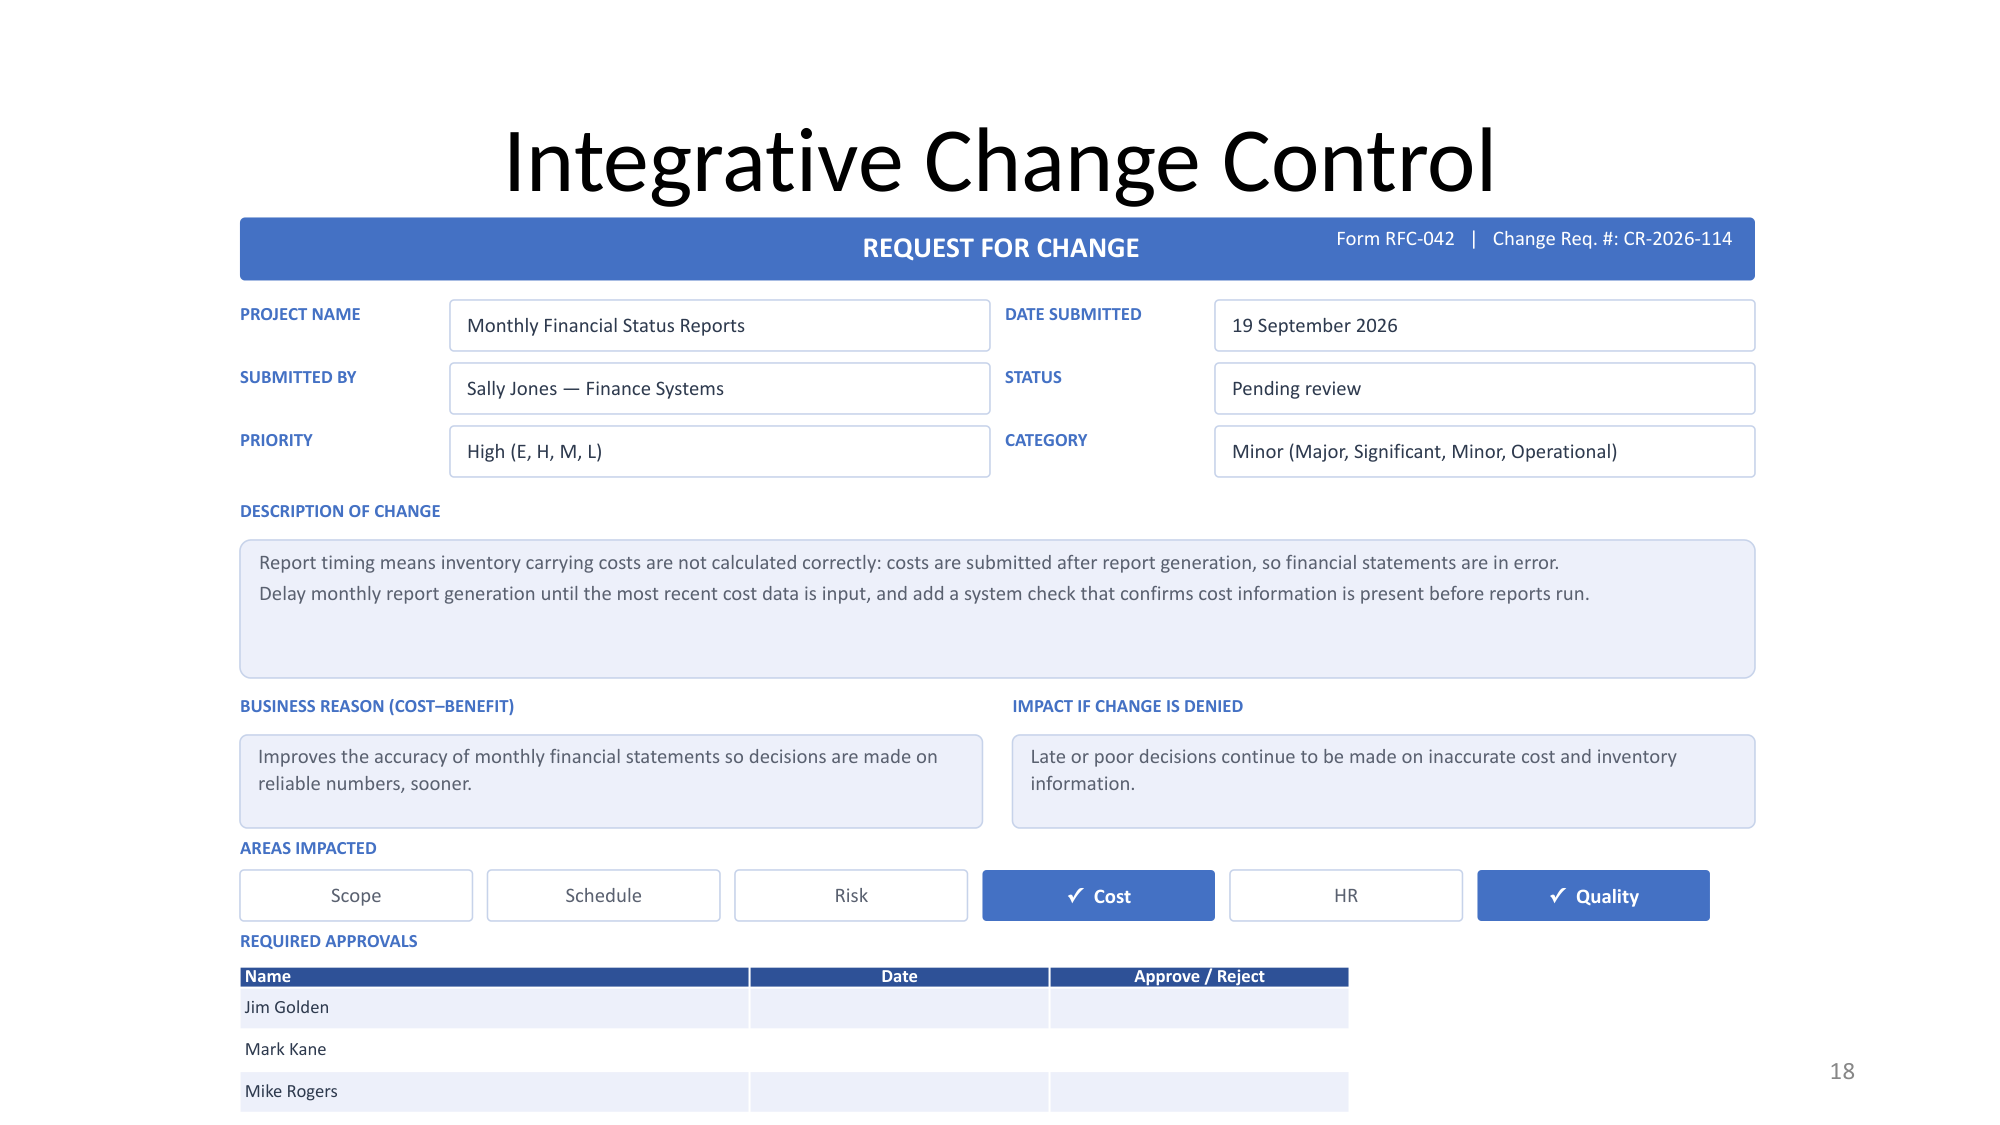 Integrative Change Control
REQUEST FOR CHANGE
Form RFC-042 | Change Req. #: CR-2026-114
PROJECT NAME
Monthly Financial Status Reports
DATE SUBMITTED
19 September 2026
SUBMITTED BY
Sally Jones — Finance Systems
STATUS
Pending review
PRIORITY
High (E, H, M, L)
CATEGORY
Minor (Major, Significant, Minor, Operational)
DESCRIPTION OF CHANGE
Report timing means inventory carrying costs are not calculated correctly: costs are submitted after report generation, so financial statements are in error.
Delay monthly report generation until the most recent cost data is input, and add a system check that confirms cost information is present before reports run.
BUSINESS REASON (COST–BENEFIT)
Improves the accuracy of monthly financial statements so decisions are made on
reliable numbers, sooner.
IMPACT IF CHANGE IS DENIED
Late or poor decisions continue to be made on inaccurate cost and inventory
information.
AREAS IMPACTED
Scope
Schedule
Risk
✓ Cost
HR
✓ Quality
REQUIRED APPROVALS
Name
Date
Approve / Reject
Jim Golden
Mark Kane
Mike Rogers
18